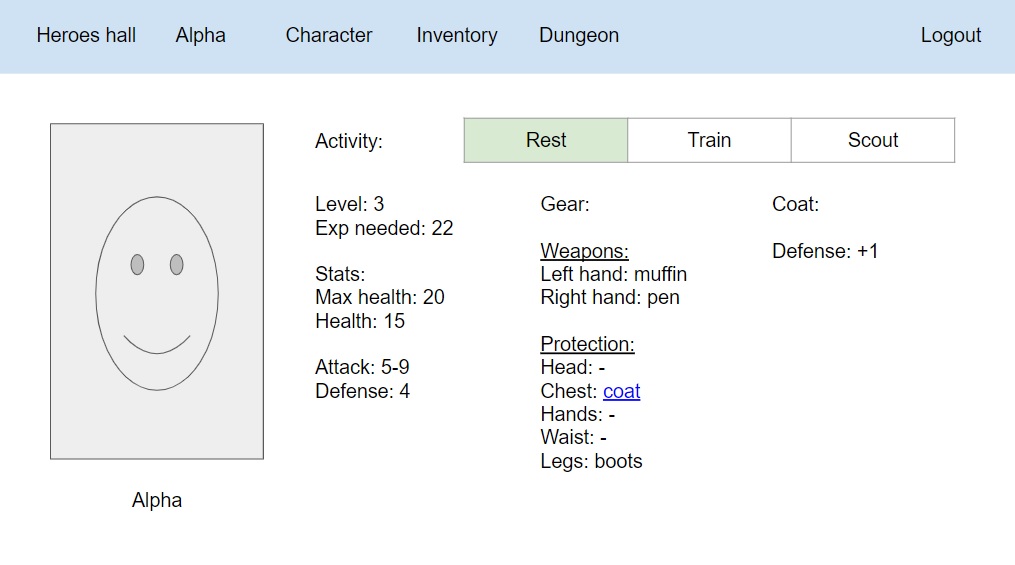 Heroes hall Alpha Character Inventory Dungeon Logout
Activity: Rest Train Scout
Level: 3
Exp needed: 22
Stats:
Max health: 20
Health: 15
Attack: 5-9
Defense: 4
Gear:
Weapons:
Left hand: muffin
Right hand: pen
Protection:
Head: -
Chest: coat
Hands: -
Waist: -
Legs: boots
Coat:
Defense: +1
Alpha